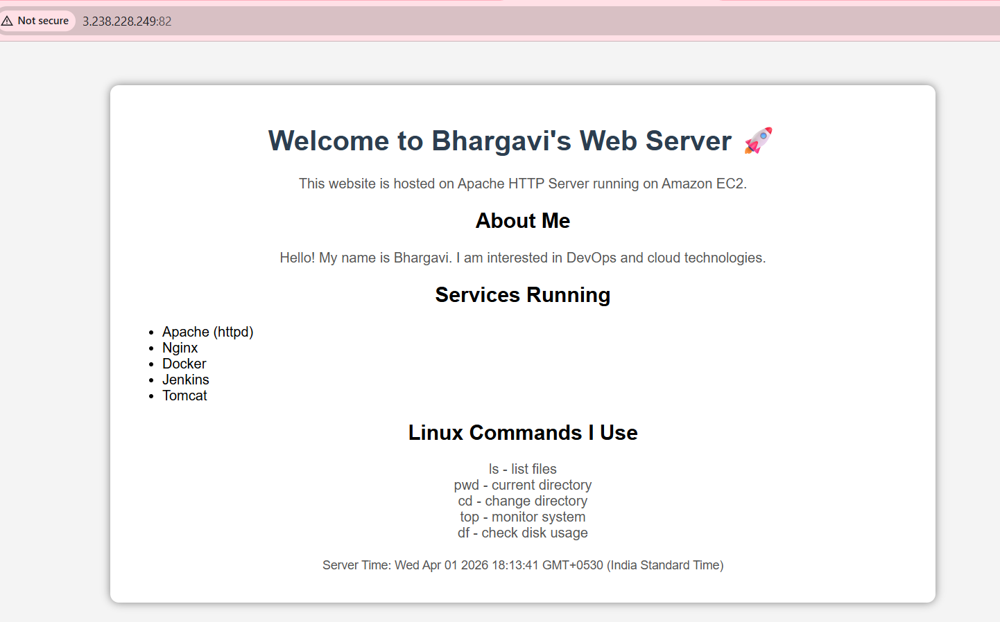 Not secure 3.238.228.249:82
Welcome to Bhargavi's Web Server 🚀
This website is hosted on Apache HTTP Server running on Amazon EC2.
About Me
Hello! My name is Bhargavi. I am interested in DevOps and cloud technologies.
Services Running
• Apache (httpd)
• Nginx
• Docker
• Jenkins
• Tomcat
Linux Commands I Use
ls - list files
pwd - current directory
cd - change directory
top - monitor system
df - check disk usage
Server Time: Wed Apr 01 2026 18:13:41 GMT+0530 (India Standard Time)